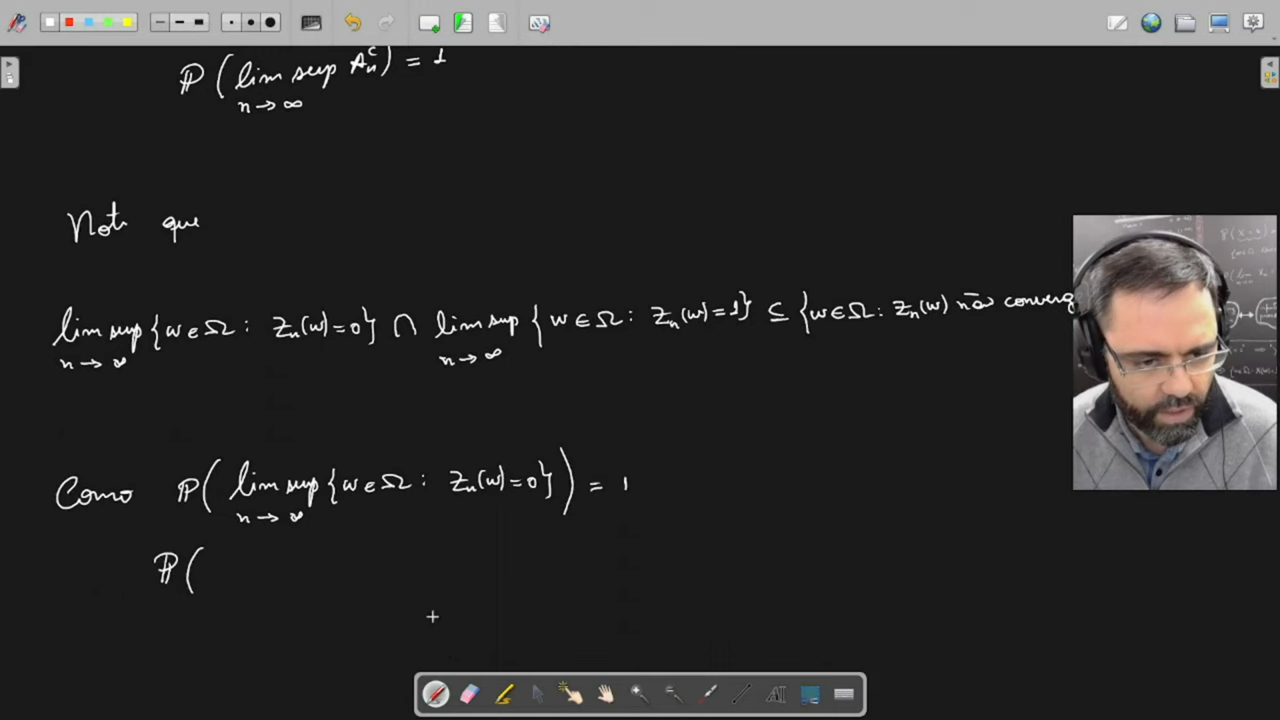 ℙ ( lim sup Aₙᶜ ) = 1
n → ∞
Note que
lim sup { w ∈ Ω : Zₙ(w) = 0 } ∩ lim sup { w ∈ Ω : Zₙ(w) = 1 } ⊆ { w ∈ Ω : Zₙ(w) não converg
n → ∞ n → ∞
Como ℙ ( lim sup { w ∈ Ω : Zₙ(w) = 0 } ) = 1
n → ∞
ℙ (